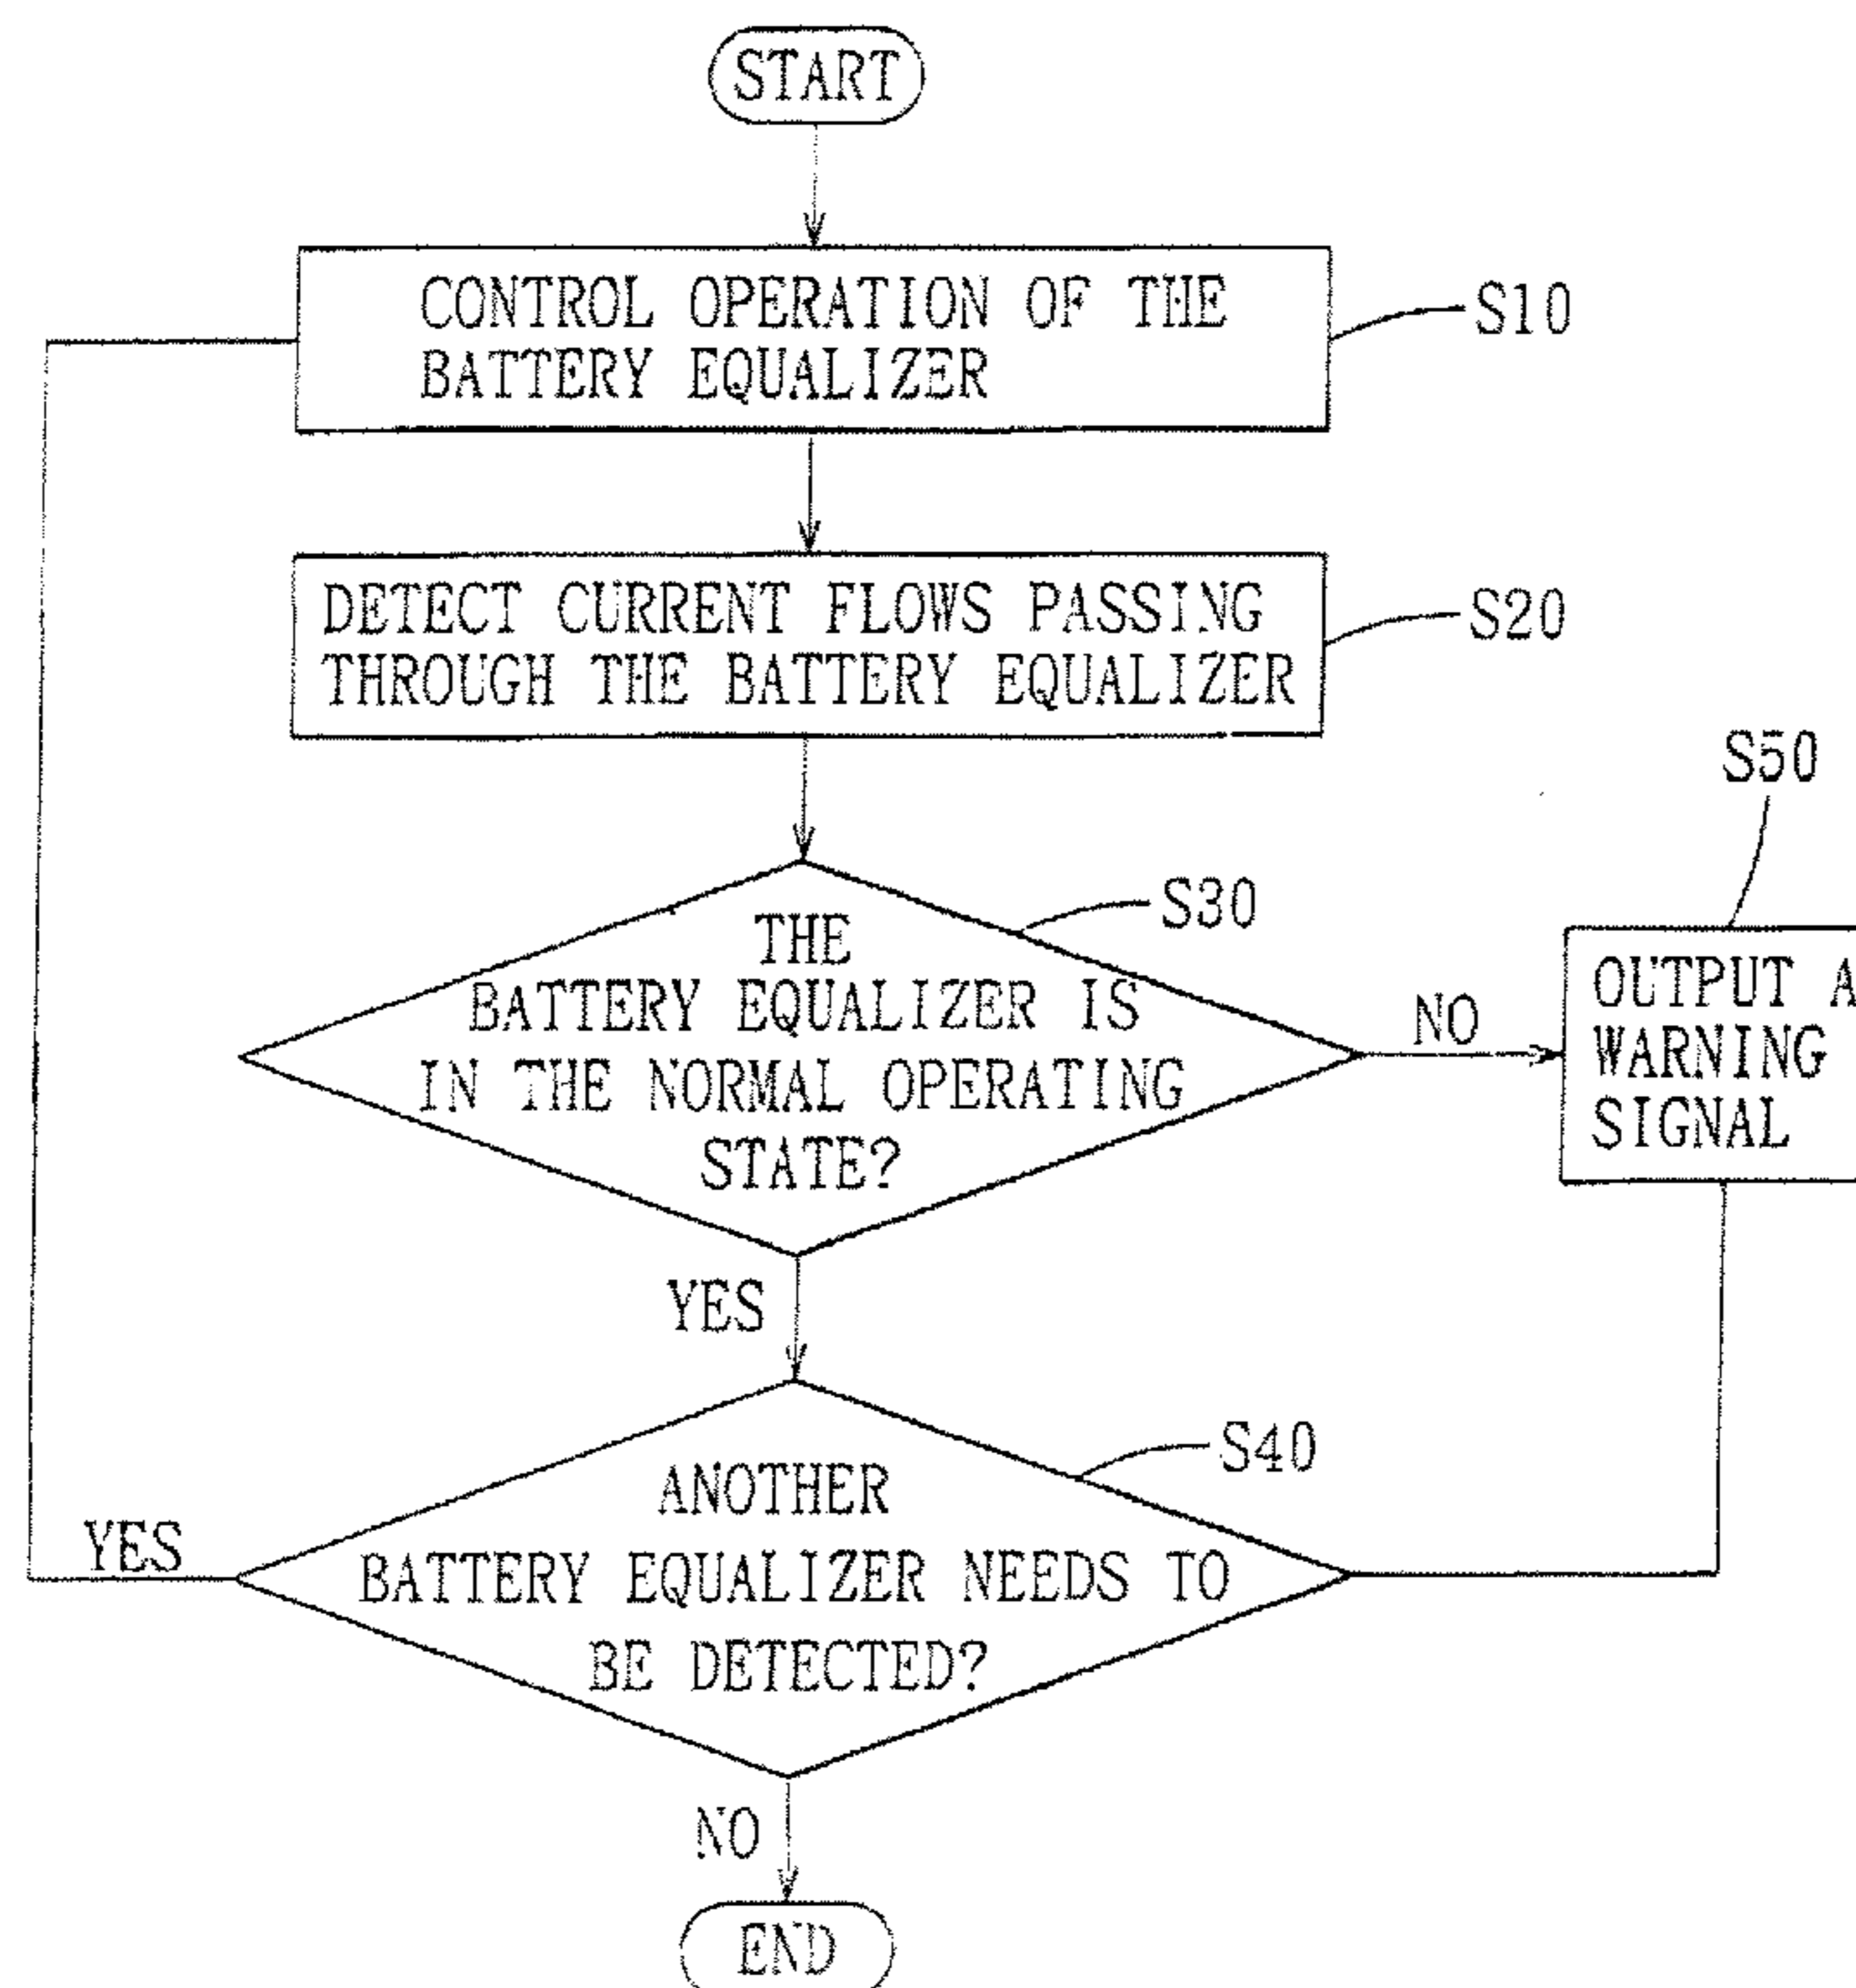 START
CONTROL OPERATION OF THE
BATTERY EQUALIZER
S10
DETECT CURRENT FLOWS PASSING
THROUGH THE BATTERY EQUALIZER
S20
S50
S30
THE
BATTERY EQUALIZER IS
IN THE NORMAL OPERATING
STATE?
NO
OUTPUT A
WARNING
SIGNAL
YES
S40
ANOTHER
BATTERY EQUALIZER NEEDS TO
BE DETECTED?
YES
NO
END